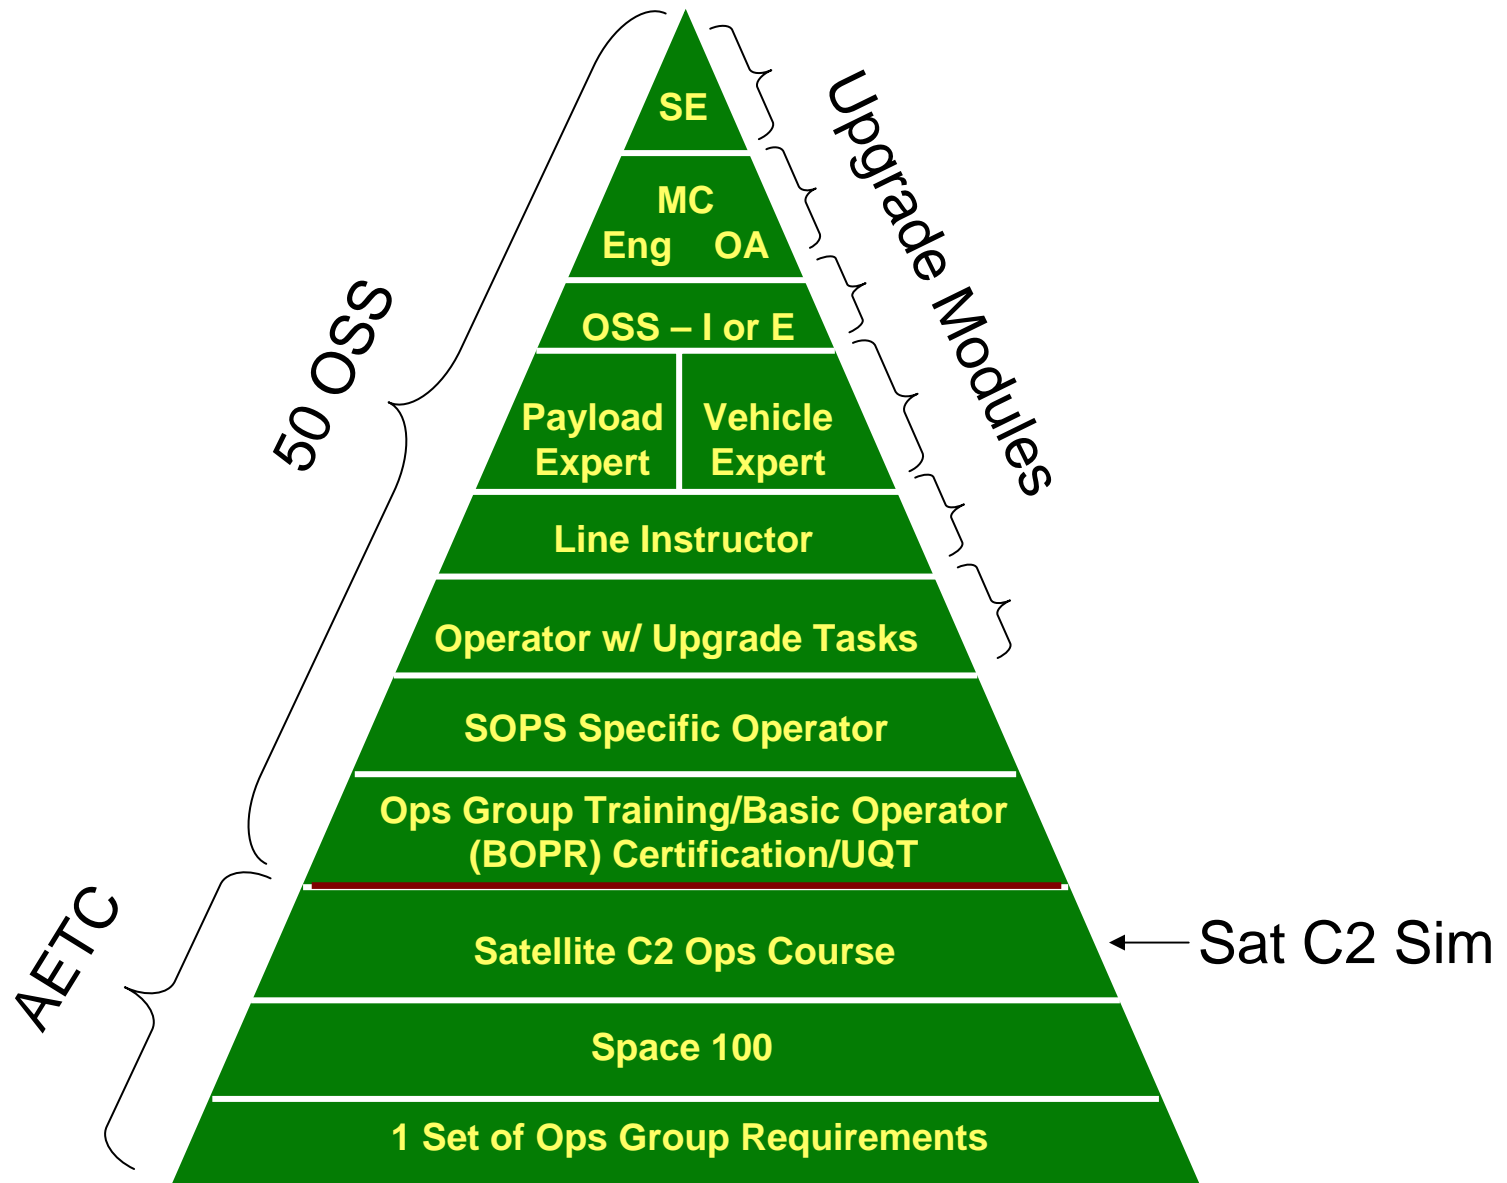 SE
MC
Eng OA
OSS – I or E
Payload
Expert
Vehicle
Expert
Line Instructor
Operator w/ Upgrade Tasks
SOPS Specific Operator
Ops Group Training/Basic Operator
(BOPR) Certification/UQT
Satellite C2 Ops Course
Space 100
1 Set of Ops Group Requirements
50 OSS
AETC
Upgrade Modules
Sat C2 Sim